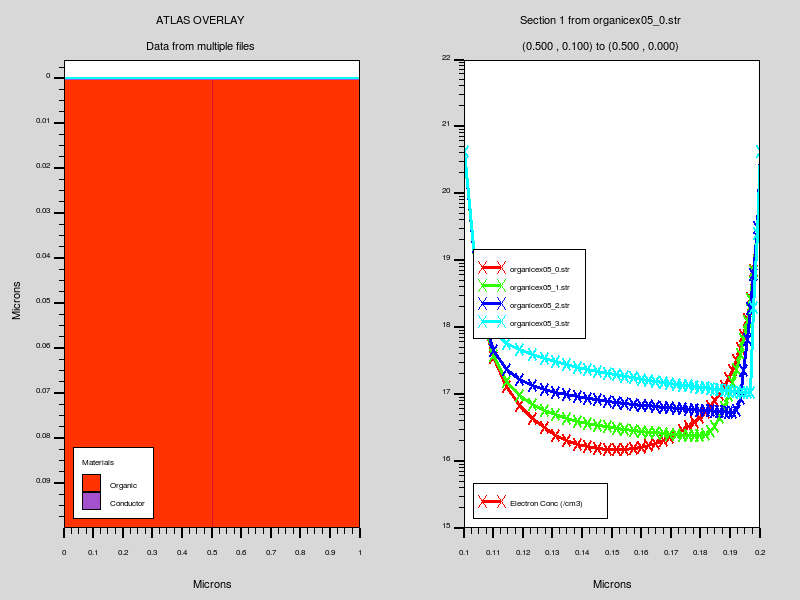 ATLAS OVERLAY
Data from multiple files
Microns
0
0.01
0.02
0.03
0.04
0.05
0.06
0.07
0.08
0.09
Materials
Organic
Conductor
0 0.1 0.2 0.3 0.4 0.5 0.6 0.7 0.8 0.9 1
Microns
Section 1 from organicex05_0.str
(0.500 , 0.100) to (0.500 , 0.000)
22
21
20
19
18
17
16
15
organicex05_0.str
organicex05_1.str
organicex05_2.str
organicex05_3.str
Electron Conc (/cm3)
0.1 0.11 0.12 0.13 0.14 0.15 0.16 0.17 0.18 0.19 0.2
Microns